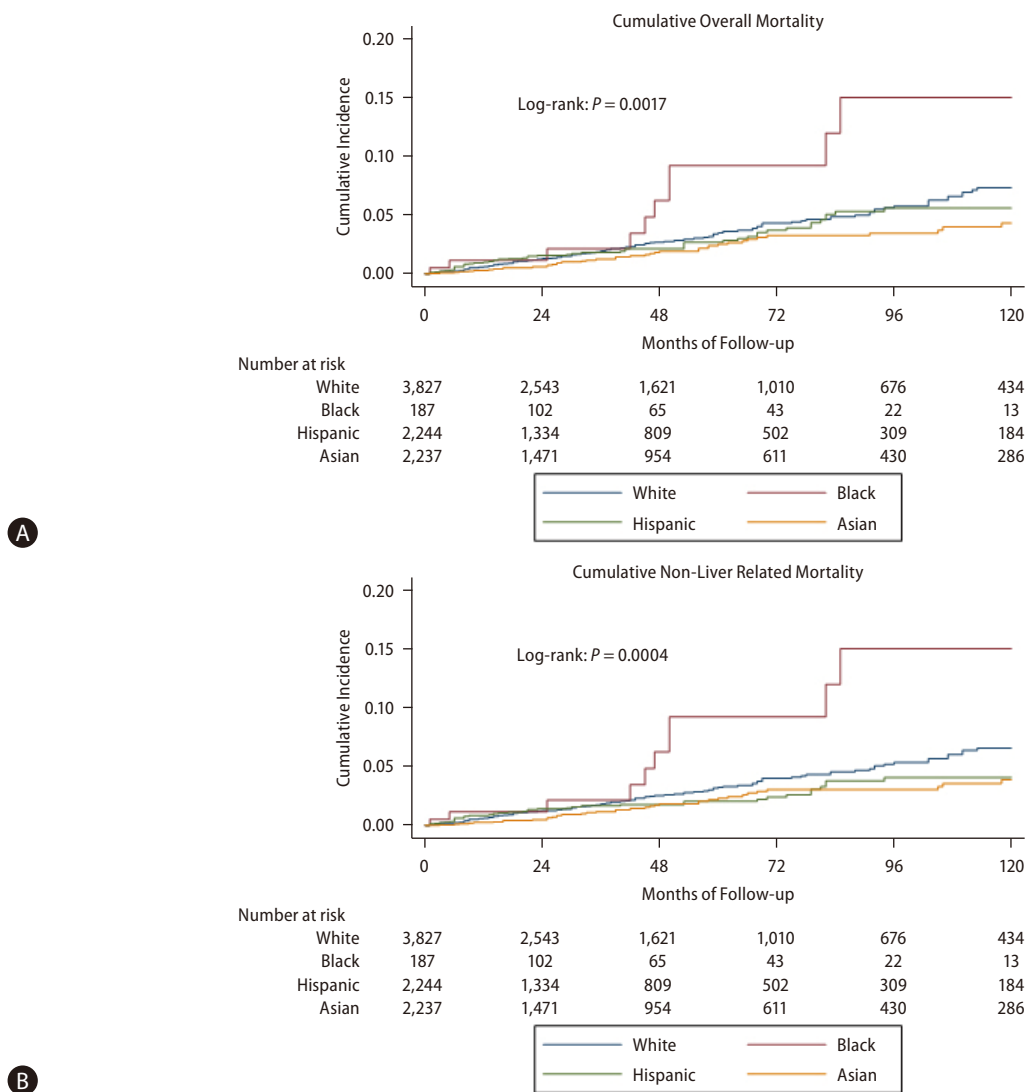 Cumulative Overall Mortality
0.20
0.15
0.10
0.05
0.00
Cumulative Incidence
Log-rank: P = 0.0017
0 24 48 72 96 120
Months of Follow-up
Number at risk
White 3,827 2,543 1,621 1,010 676 434
Black 187 102 65 43 22 13
Hispanic 2,244 1,334 809 502 309 184
Asian 2,237 1,471 954 611 430 286
White Black
Hispanic Asian
A
Cumulative Non-Liver Related Mortality
0.20
0.15
0.10
0.05
0.00
Cumulative Incidence
Log-rank: P = 0.0004
0 24 48 72 96 120
Months of Follow-up
Number at risk
White 3,827 2,543 1,621 1,010 676 434
Black 187 102 65 43 22 13
Hispanic 2,244 1,334 809 502 309 184
Asian 2,237 1,471 954 611 430 286
White Black
Hispanic Asian
B